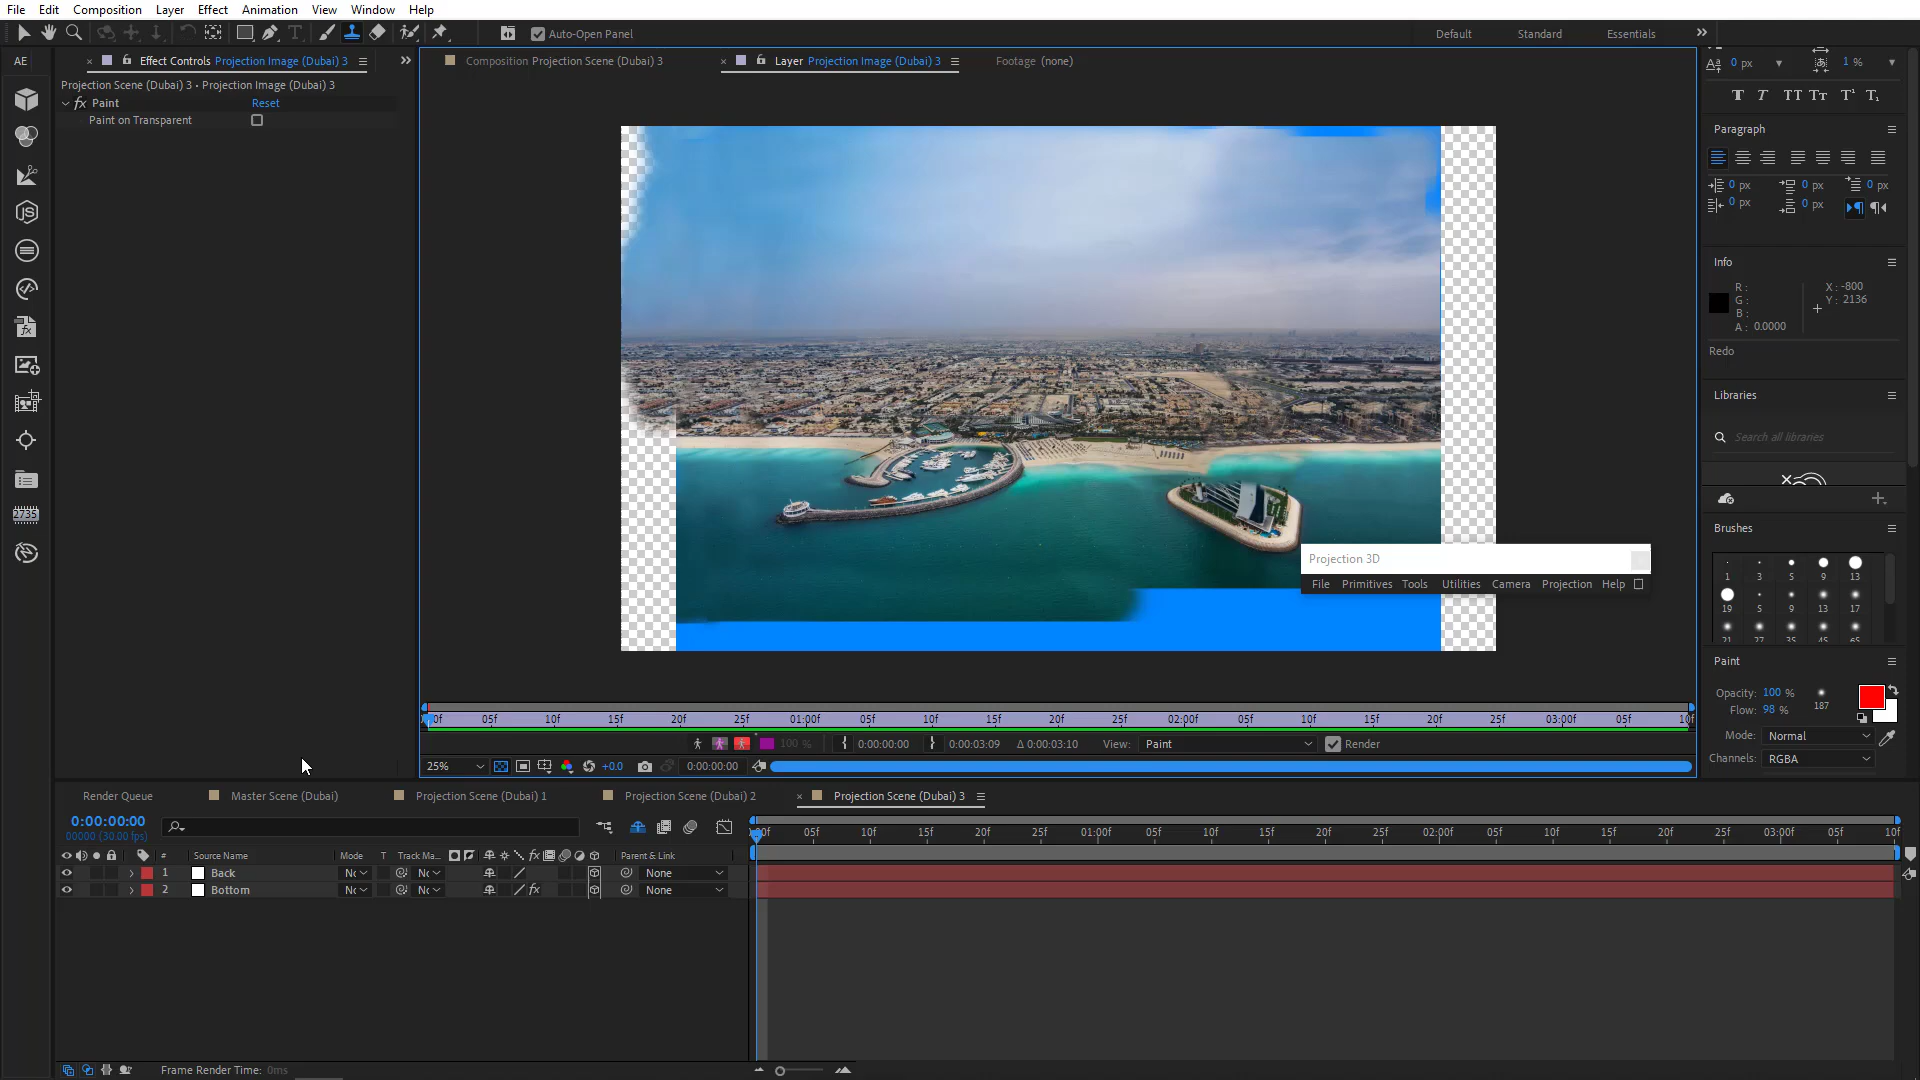 File Edit Composition Layer Effect Animation View Window Help
Auto-Open Panel
Default Standard Essentials
AE
Effect Controls Projection Image (Dubai) 3
Composition Projection Scene (Dubai) 3
Layer Projection Image (Dubai) 3
Footage (none)
Projection Scene (Dubai) 3 • Projection Image (Dubai) 3
fx Paint Reset
Paint on Transparent
0 px
1 %
Paragraph
0 px 0 px 0 px
0 px 0 px
Info
R :
G :
B :
A : 0.0000
X : -800
Y : 2136
Redo
Libraries
Search all libraries
Brushes
1 3 5 9 13
19 5 9 13 17
21 27 35 45 65
Projection 3D
File Primitives Tools Utilities Camera Projection Help
Paint
Opacity: 100 %
Flow: 98 %
187
Mode: Normal
Channels: RGBA
05f 10f 15f 20f 25f 01:00f 05f 10f 15f 20f 25f 02:00f 05f 10f 15f 20f 25f 03:00f 05f 10f
100 % 0:00:00:00 0:00:03:09 Δ 0:00:03:10 View: Paint Render
25% +0.0 0:00:00:00
Render Queue Master Scene (Dubai) Projection Scene (Dubai) 1 Projection Scene (Dubai) 2 Projection Scene (Dubai) 3
0:00:00:00
00000 (30.00 fps)
:00f 05f 10f 15f 20f 25f 01:00f 05f 10f 15f 20f 25f 02:00f 05f 10f 15f 20f 25f 03:00f 05f 10f
# Source Name Mode T Track Ma... fx Parent & Link
1 Back Nc Nc None
2 Bottom Nc Nc fx None
Frame Render Time: 0ms